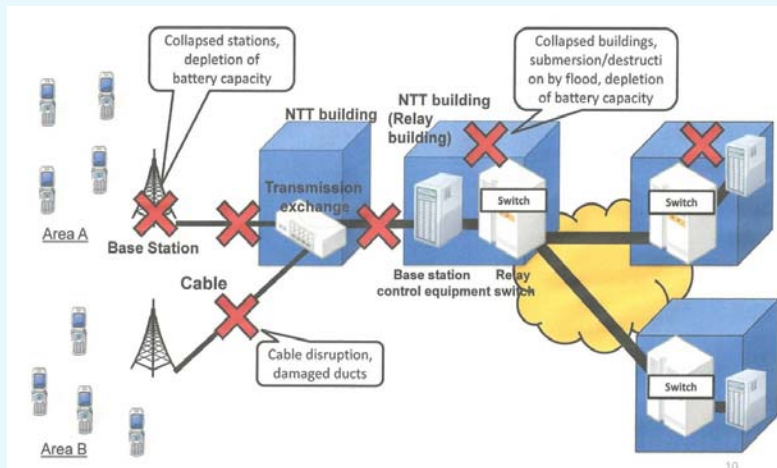 Collapsed stations,
depletion of
battery capacity
Collapsed buildings,
submersion/destructi
on by flood, depletion
of battery capacity
NTT building
NTT building
(Relay
building)
Transmission
exchange
Switch
Switch
Area A
Base Station
Cable
Base station
control equipment
Relay
switch
Cable disruption,
damaged ducts
Switch
Area B
10